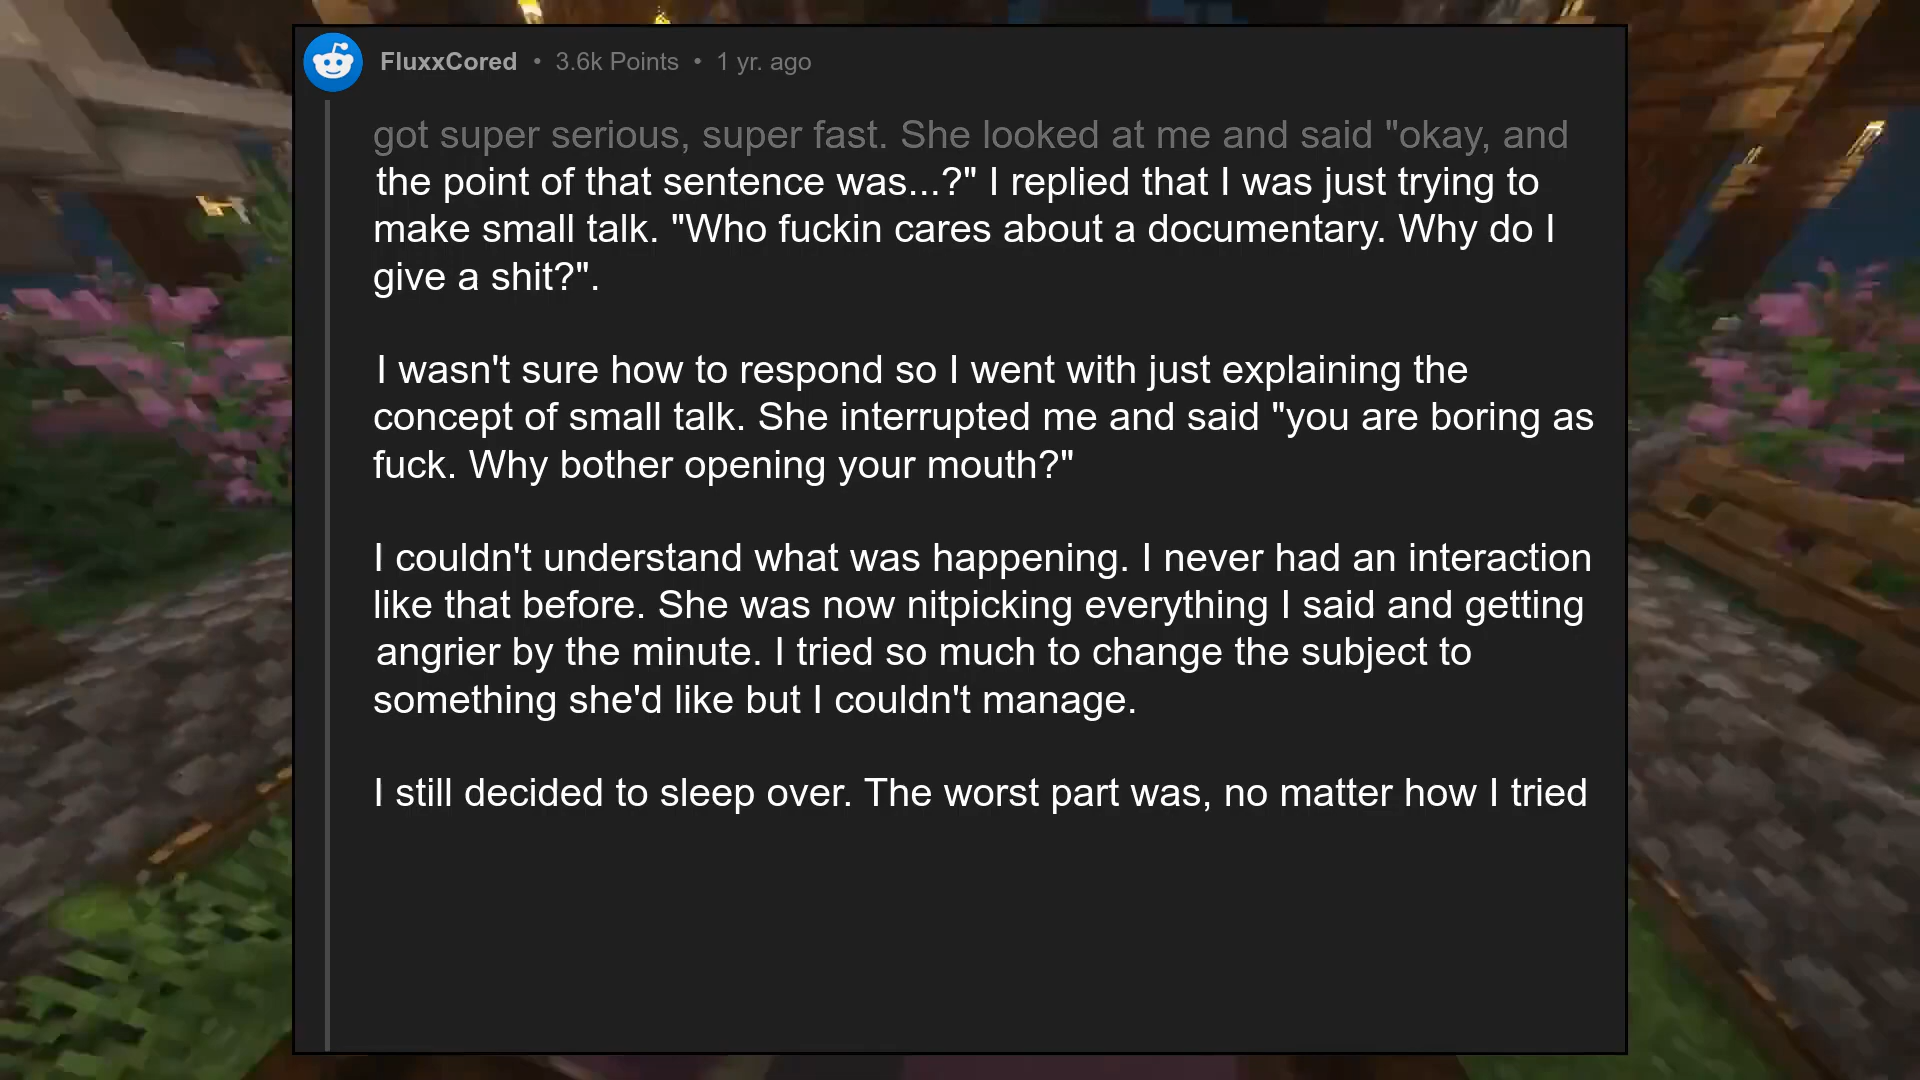 FluxxCored • 3.6k Points • 1 yr. ago
got super serious, super fast. She looked at me and said "okay, and
the point of that sentence was...?" I replied that I was just trying to
make small talk. "Who fuckin cares about a documentary. Why do I
give a shit?".
I wasn't sure how to respond so I went with just explaining the
concept of small talk. She interrupted me and said "you are boring as
fuck. Why bother opening your mouth?"
I couldn't understand what was happening. I never had an interaction
like that before. She was now nitpicking everything I said and getting
angrier by the minute. I tried so much to change the subject to
something she'd like but I couldn't manage.
I still decided to sleep over. The worst part was, no matter how I tried